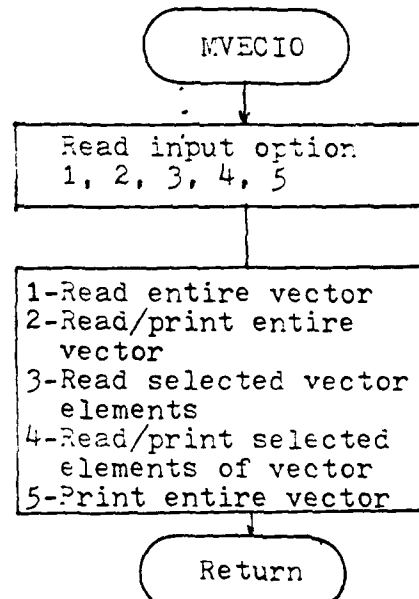 MVECIO
Read input option
1, 2, 3, 4, 5
1-Read entire vector
2-Read/print entire
vector
3-Read selected vector
elements
4-Read/print selected
elements of vector
5-Print entire vector
Return